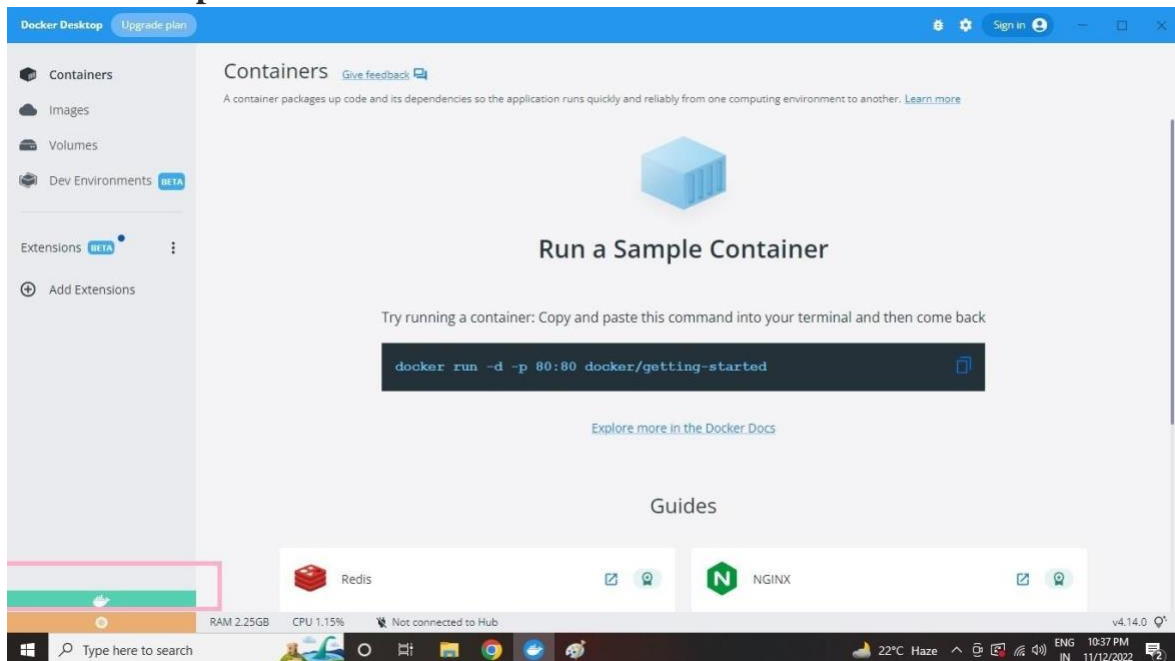 Docker Desktop Upgrade plan Sign in
Containers
Images
Volumes
Dev Environments BETA
Extensions BETA
Add Extensions
Containers Give feedback
A container packages up code and its dependencies so the application runs quickly and reliably from one computing environment to another. Learn more
Run a Sample Container
Try running a container: Copy and paste this command into your terminal and then come back
docker run -d -p 80:80 docker/getting-started
Explore more in the Docker Docs
Guides
Redis
NGINX
RAM 2.25GB CPU 1.15% Not connected to Hub v4.14.0
Type here to search 22°C Haze ENG 10:37 PM
IN 11/12/2022 2